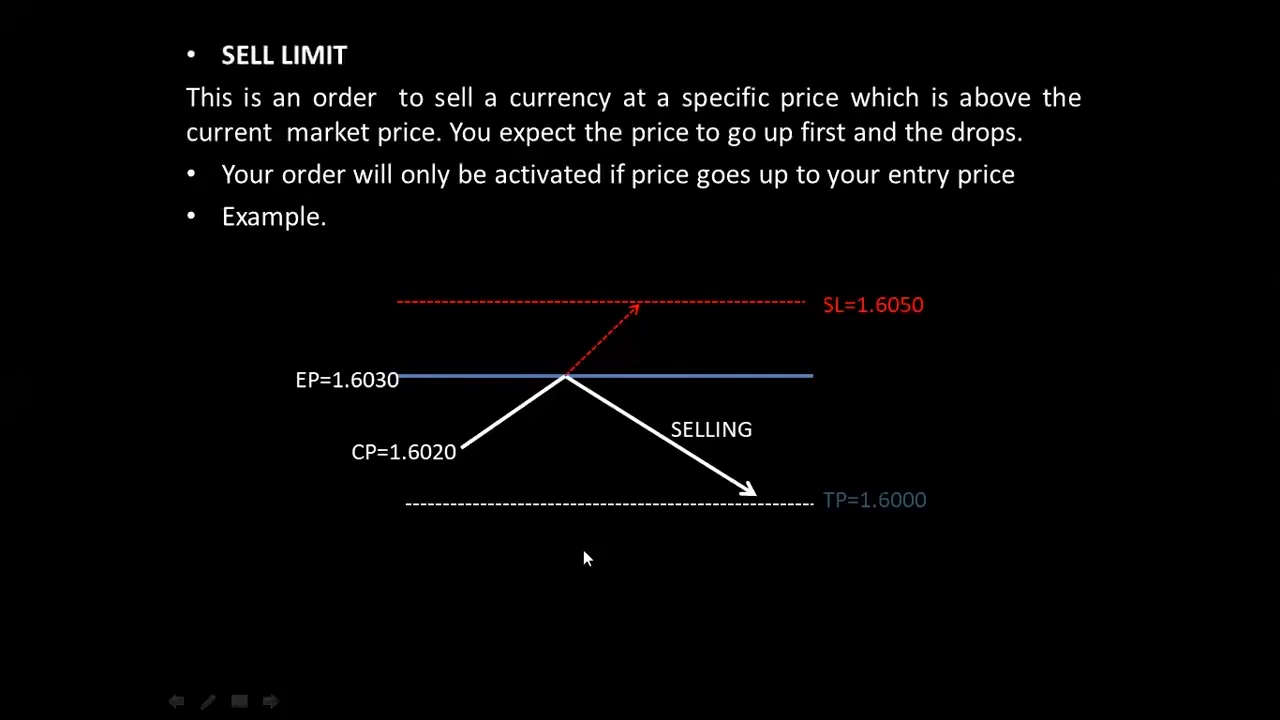 • SELL LIMIT
This is an order to sell a currency at a specific price which is above the
current market price. You expect the price to go up first and the drops.
• Your order will only be activated if price goes up to your entry price
• Example.
SL=1.6050
EP=1.6030
SELLING
CP=1.6020
TP=1.6000